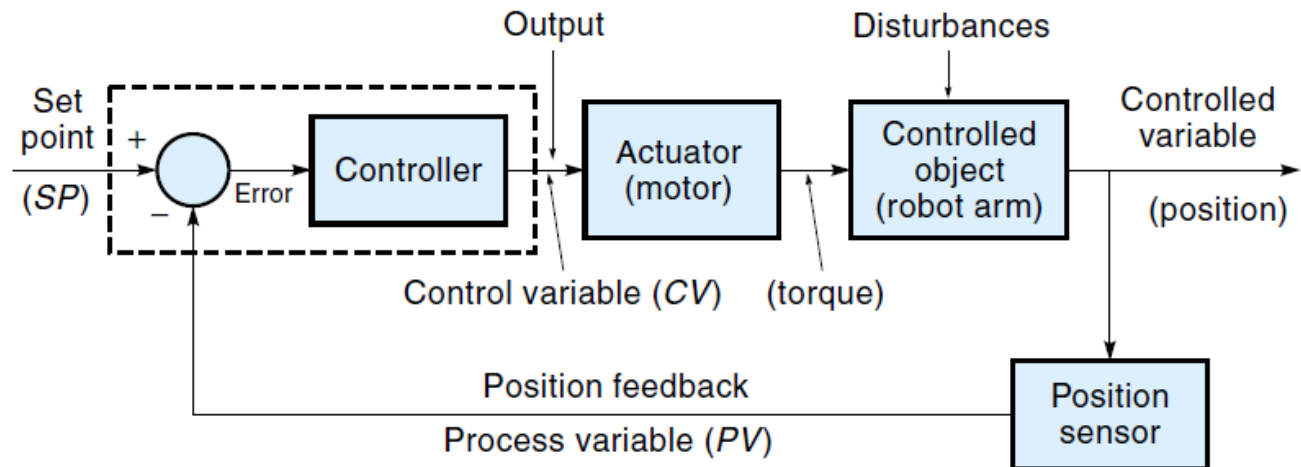 Output
Disturbances
Set
point
(SP)
+
−
Error
Controller
Actuator
(motor)
Controlled
object
(robot arm)
Controlled
variable
(position)
Control variable (CV)
(torque)
Position feedback
Process variable (PV)
Position
sensor